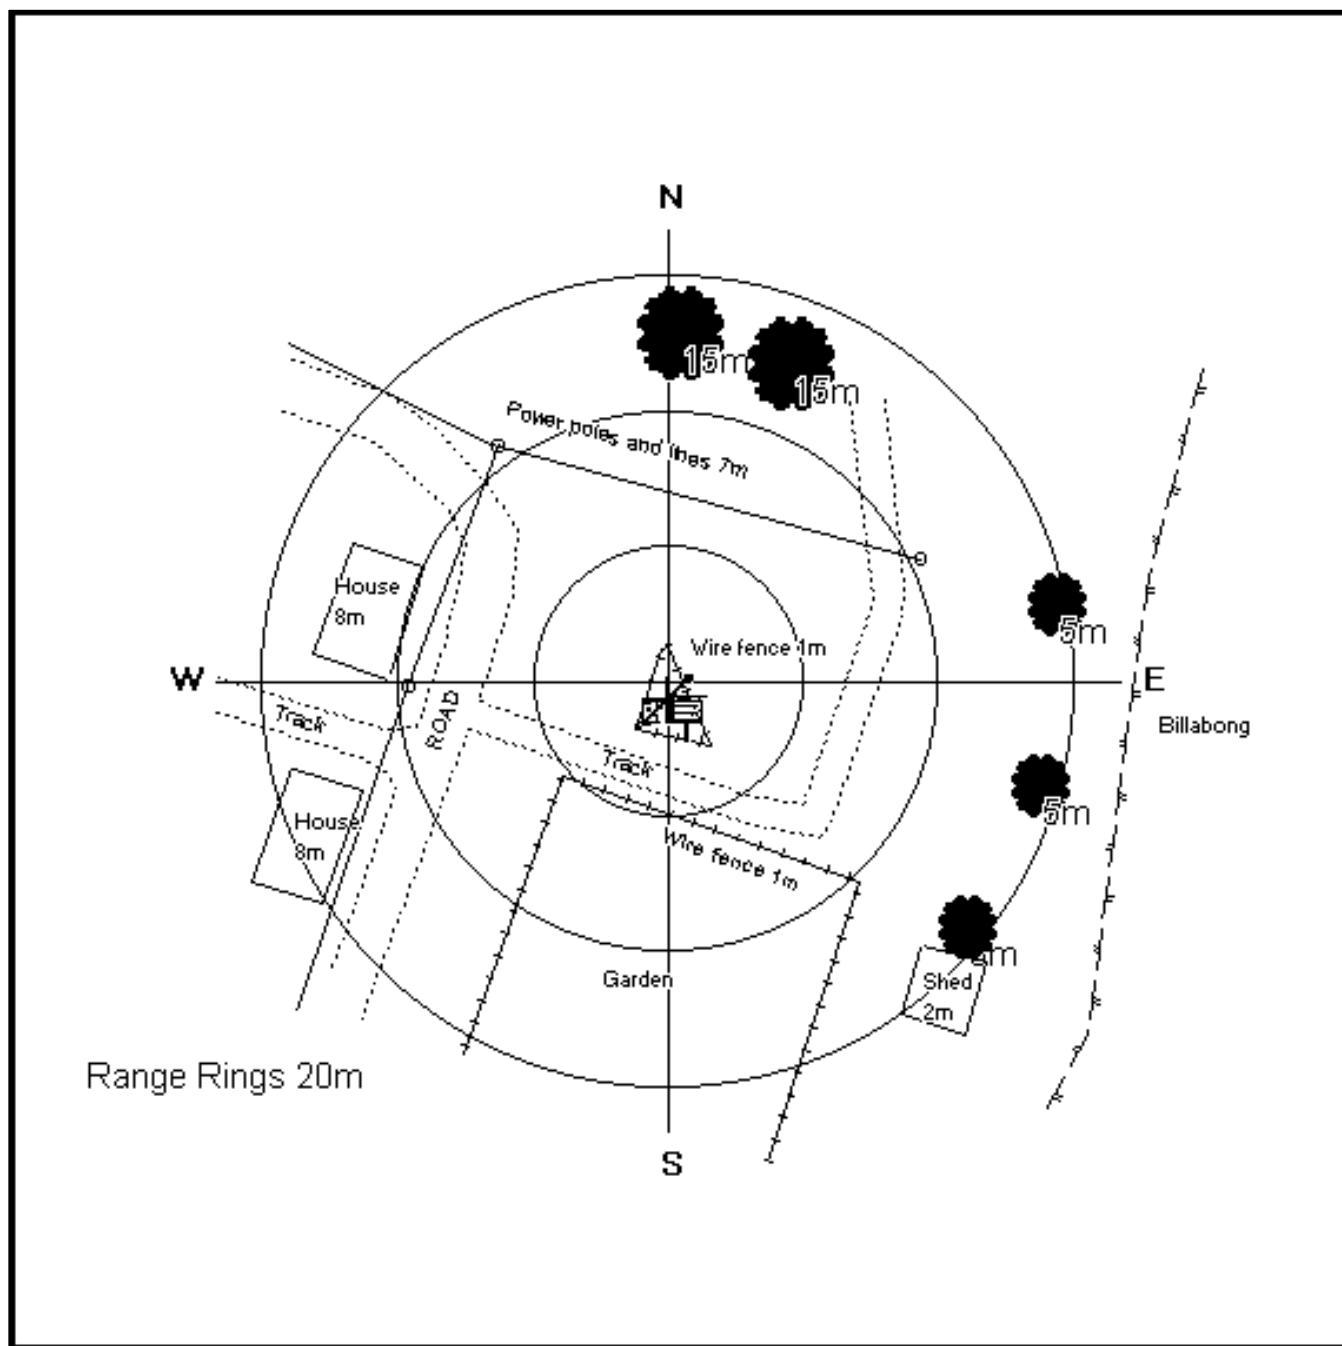 N
15m
15m
Power poles and lines 7m
House
8m
Wire fence 1m
5m
W
E
Track
ROAD
Billabong
Track
5m
House
8m
Wire fence 1m
Garden
Shed
2m
Range Rings 20m
S